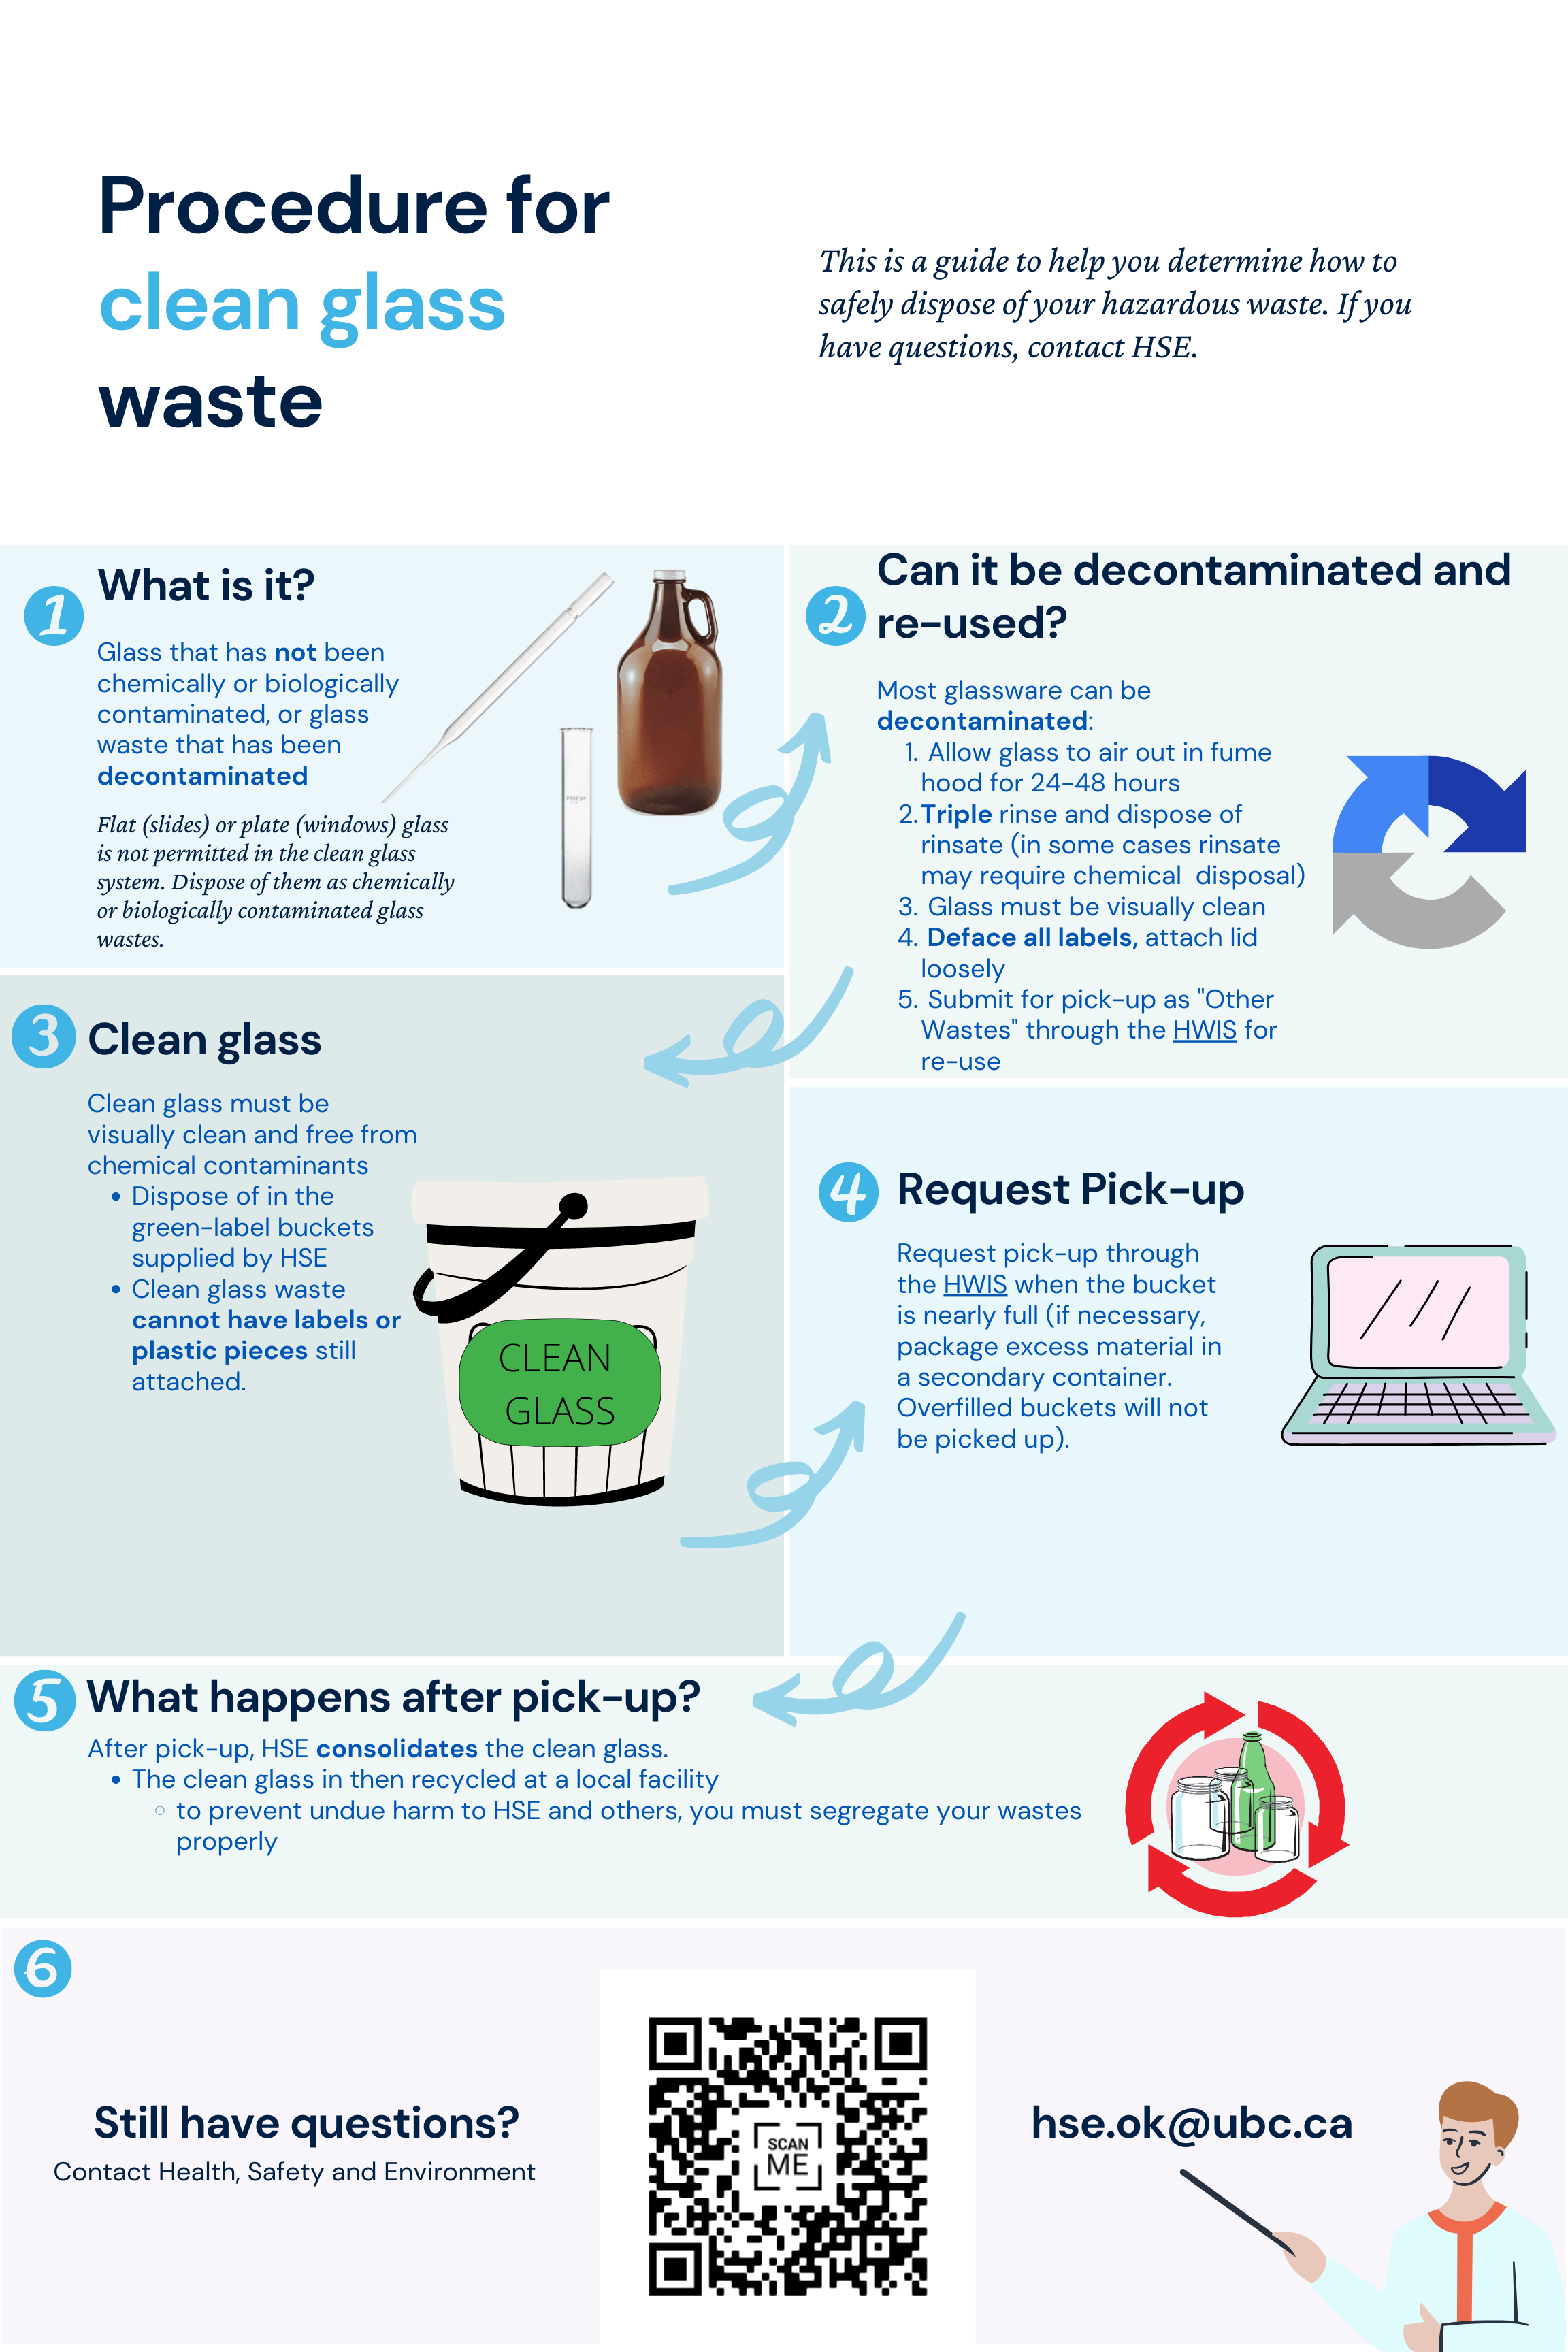 Procedure for
clean glass
waste
This is a guide to help you determine how to
safely dispose of your hazardous waste. If you
have questions, contact HSE.
1
What is it?
Glass that has not been
chemically or biologically
contaminated, or glass
waste that has been
decontaminated
Flat (slides) or plate (windows) glass
is not permitted in the clean glass
system. Dispose of them as chemically
or biologically contaminated glass
wastes.
2
Can it be decontaminated and
re-used?
Most glassware can be
decontaminated:
1. Allow glass to air out in fume
hood for 24-48 hours
2. Triple rinse and dispose of
rinsate (in some cases rinsate
may require chemical disposal)
3. Glass must be visually clean
4. Deface all labels, attach lid
loosely
5. Submit for pick-up as "Other
Wastes" through the HWIS for
re-use
3
Clean glass
Clean glass must be
visually clean and free from
chemical contaminants
• Dispose of in the
green-label buckets
supplied by HSE
• Clean glass waste
cannot have labels or
plastic pieces still
attached.
CLEAN
GLASS
4
Request Pick-up
Request pick-up through
the HWIS when the bucket
is nearly full (if necessary,
package excess material in
a secondary container.
Overfilled buckets will not
be picked up).
5
What happens after pick-up?
After pick-up, HSE consolidates the clean glass.
• The clean glass in then recycled at a local facility
○ to prevent undue harm to HSE and others, you must segregate your wastes
properly
6
Still have questions?
Contact Health, Safety and Environment
SCAN
ME
hse.ok@ubc.ca